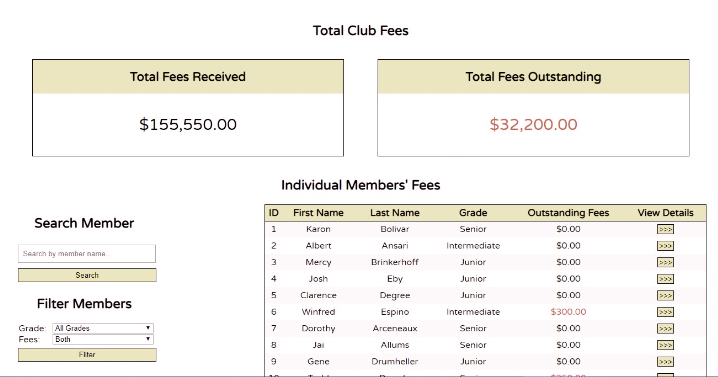 Total Club Fees
Total Fees Received
Total Fees Outstanding
$155,550.00
$32,200.00
Individual Members' Fees
Search Member
Search by member name...
Search
Filter Members
Grade: All Grades
Fees: Both
Filter
ID First Name Last Name Grade Outstanding Fees View Details
1 Karon Bolivar Senior $0.00 >>>
2 Albert Ansari Intermediate $0.00 >>>
3 Mercy Brinkerhoff Junior $0.00 >>>
4 Josh Eby Junior $0.00 >>>
5 Clarence Degree Junior $0.00 >>>
6 Winfred Espino Intermediate $300.00 >>>
7 Dorothy Arceneaux Senior $0.00 >>>
8 Jai Allums Senior $0.00 >>>
9 Gene Drumheller Junior $0.00 >>>